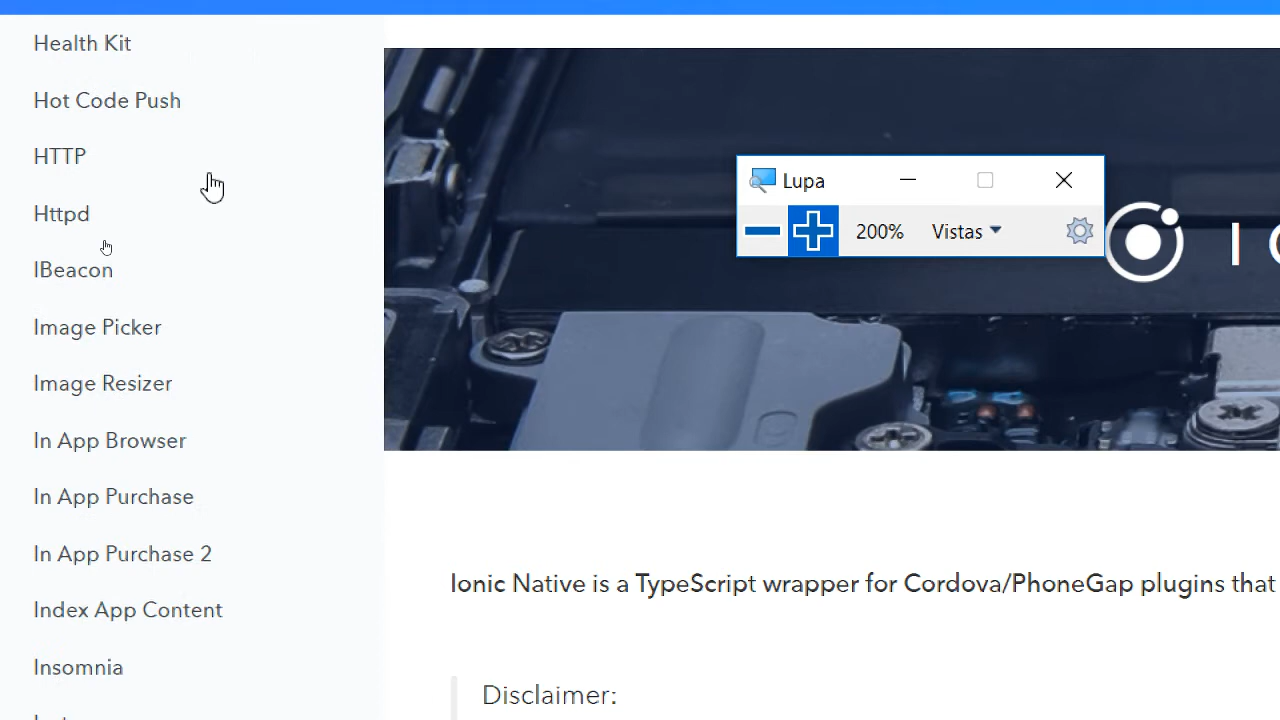 Health Kit
Hot Code Push
HTTP
Httpd
IBeacon
Image Picker
Image Resizer
In App Browser
In App Purchase
In App Purchase 2
Index App Content
Insomnia
Lupa
200% Vistas
Ionic Native is a TypeScript wrapper for Cordova/PhoneGap plugins that
Disclaimer: